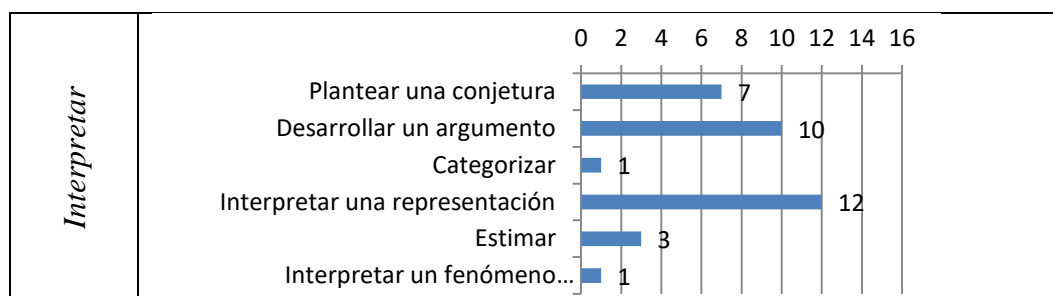 Interpretar
0 2 4 6 8 10 12 14 16
Plantear una conjetura 7
Desarrollar un argumento 10
Categorizar 1
Interpretar una representación 12
Estimar 3
Interpretar un fenómeno… 1